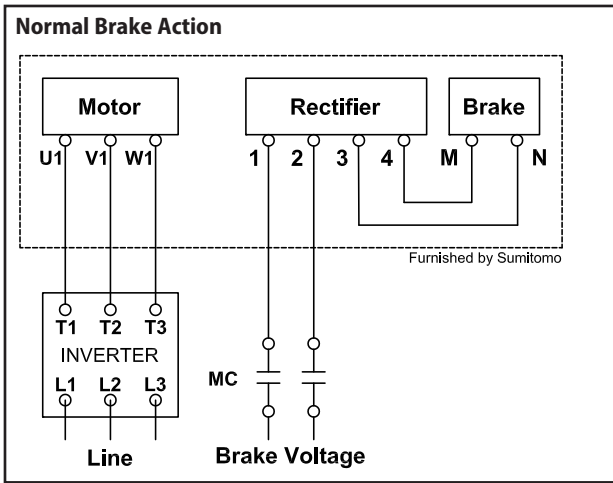 Normal Brake Action
Motor Rectifier Brake
U1 V1 W1 1 2 3 4 M N
Furnished by Sumitomo
T1 T2 T3
INVERTER
MC
L1 L2 L3
Line Brake Voltage